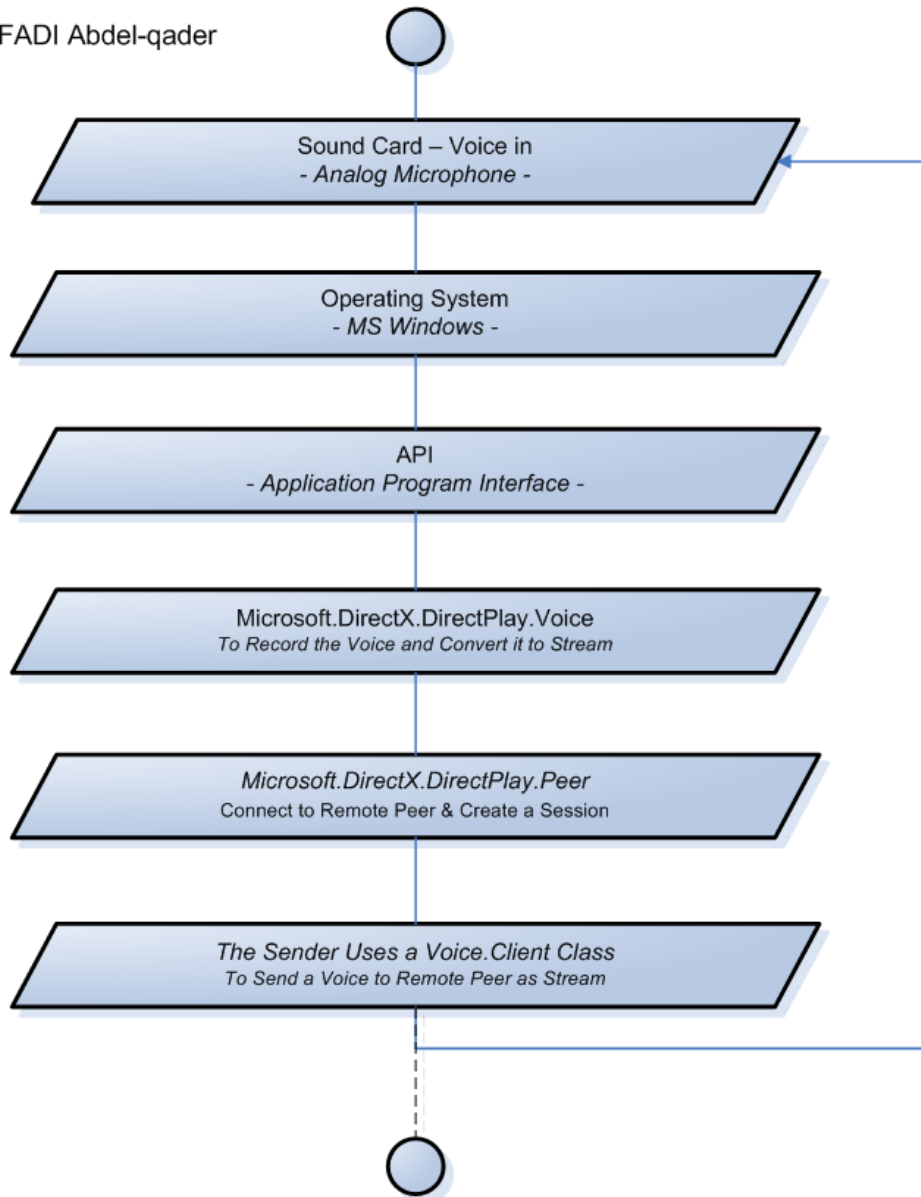 FADI Abdel-qader
Sound Card – Voice in
- Analog Microphone -
Operating System
- MS Windows -
API
- Application Program Interface -
Microsoft.DirectX.DirectPlay.Voice
To Record the Voice and Convert it to Stream
Microsoft.DirectX.DirectPlay.Peer
Connect to Remote Peer & Create a Session
The Sender Uses a Voice.Client Class
To Send a Voice to Remote Peer as Stream